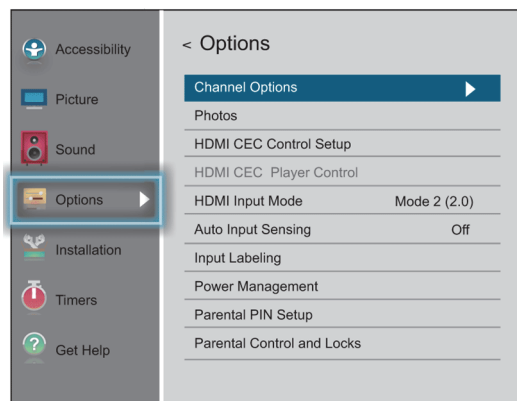 Accessibility
Picture
Sound
Options
Installation
Timers
Get Help
< Options
Channel Options
Photos
HDMI CEC Control Setup
HDMI CEC Player Control
HDMI Input Mode Mode 2 (2.0)
Auto Input Sensing Off
Input Labeling
Power Management
Parental PIN Setup
Parental Control and Locks